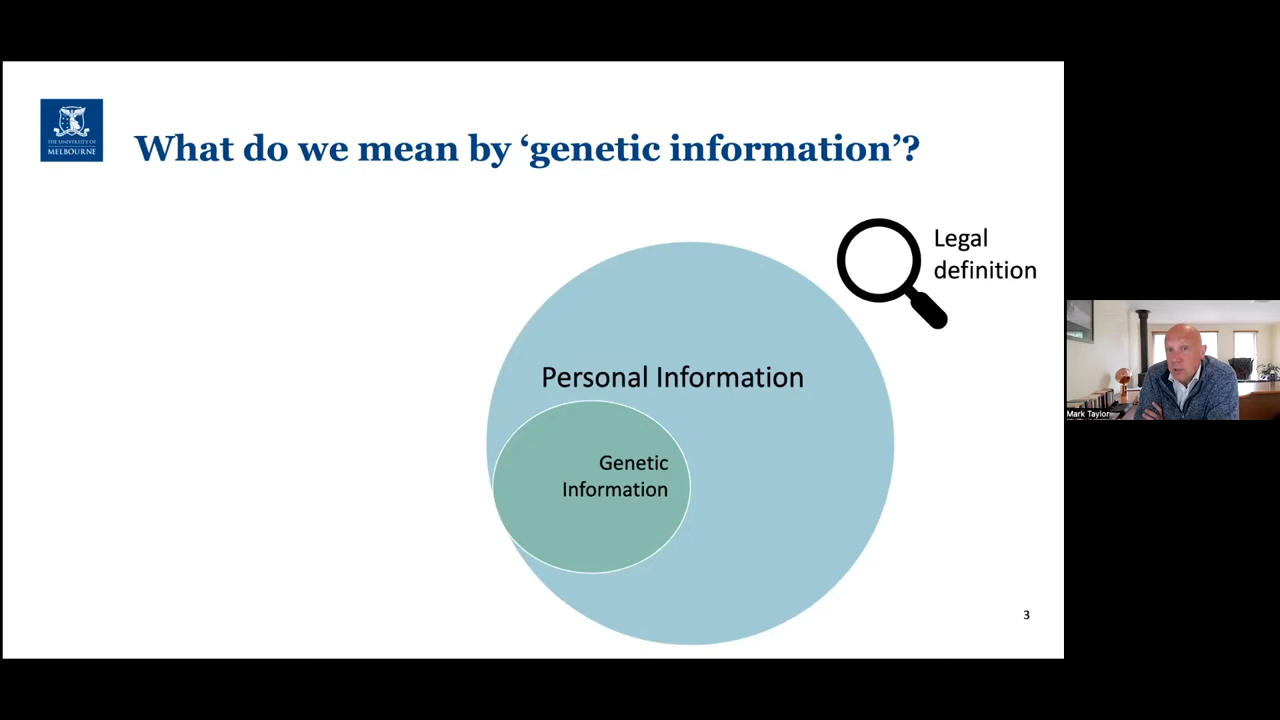 THE UNIVERSITY OF
MELBOURNE
What do we mean by ‘genetic information’?
Legal
definition
Personal Information
Genetic
Information
3
Mark Taylor